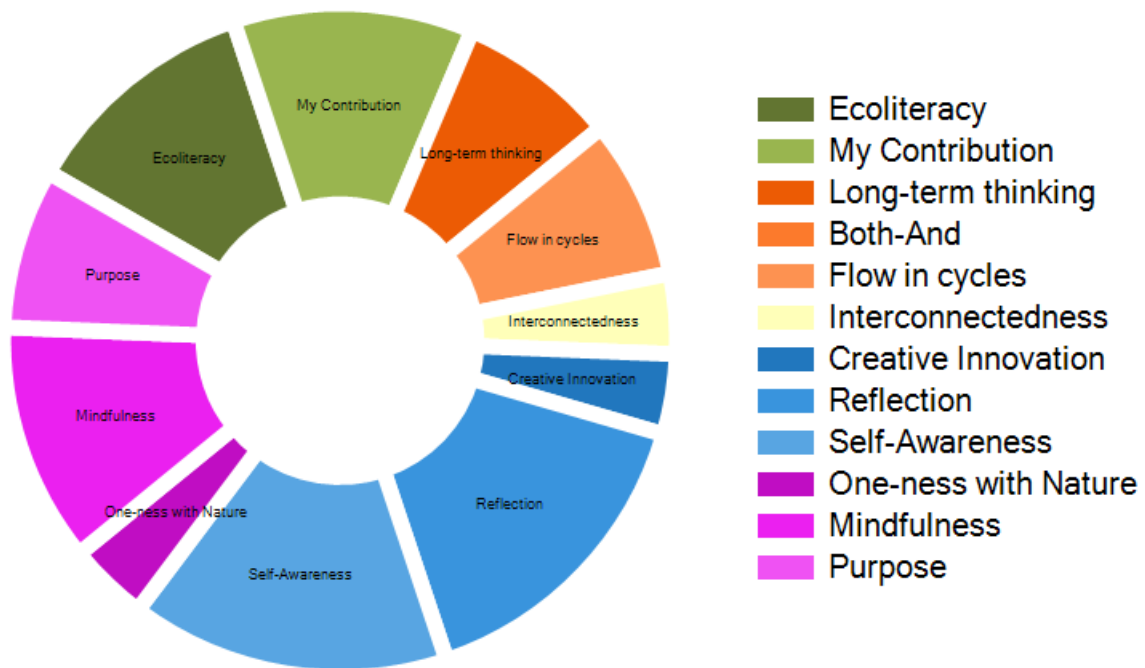 My Contribution
Ecoliteracy
Long-term thinking
Flow in cycles
Purpose
Interconnectedness
Creative Innovation
Mindfulness
Reflection
One-ness with Nature
Self-Awareness
Ecoliteracy
My Contribution
Long-term thinking
Both-And
Flow in cycles
Interconnectedness
Creative Innovation
Reflection
Self-Awareness
One-ness with Nature
Mindfulness
Purpose